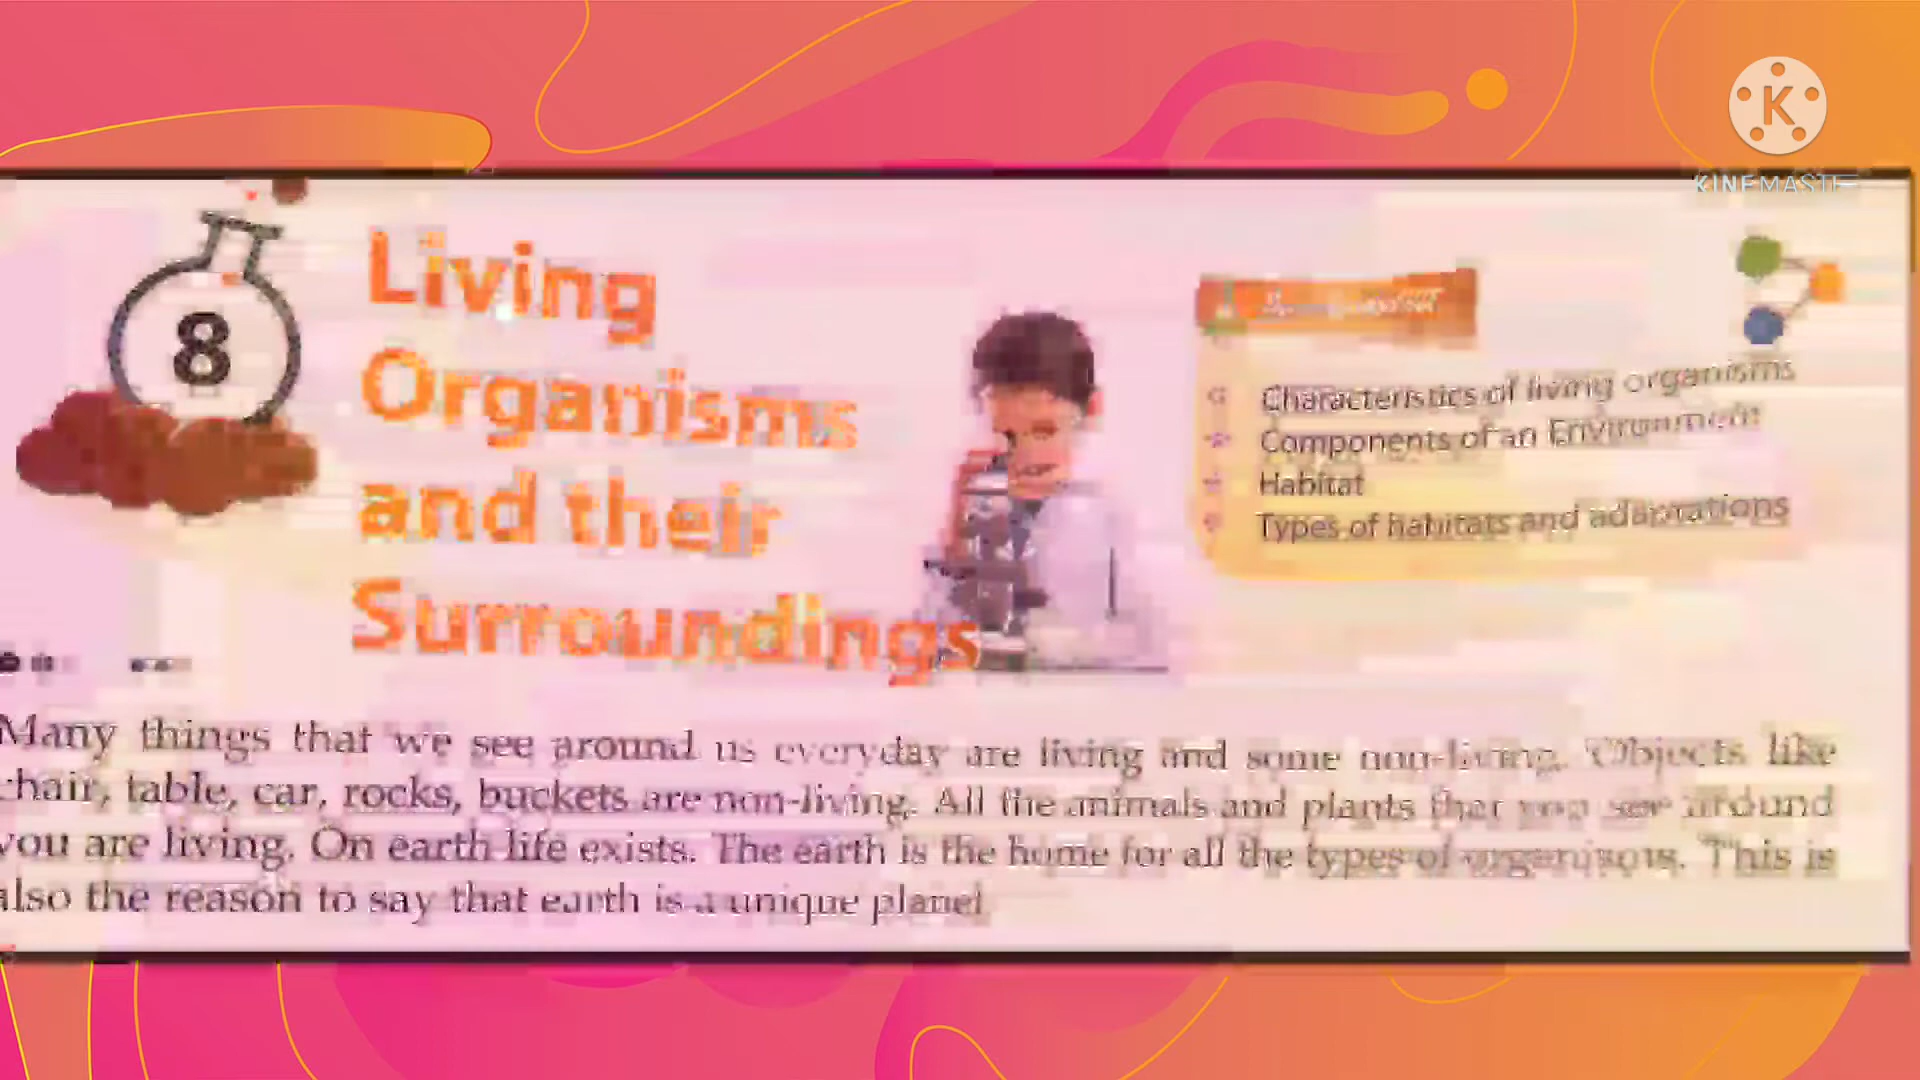 K
KINEMASTE
8
Living
Organisms
and their
Surroundings
Characteristics of living organisms
Components of an Environment
Habitat
Types of habitats and adaptations
Many things that we see around us everyday are living and some non-living. Objects like
chair, table, car, rocks, buckets are non-living. All the animals and plants that you see around
you are living. On earth life exists. The earth is the home for all the types of organisms. This is
also the reason to say that earth is a unique planet